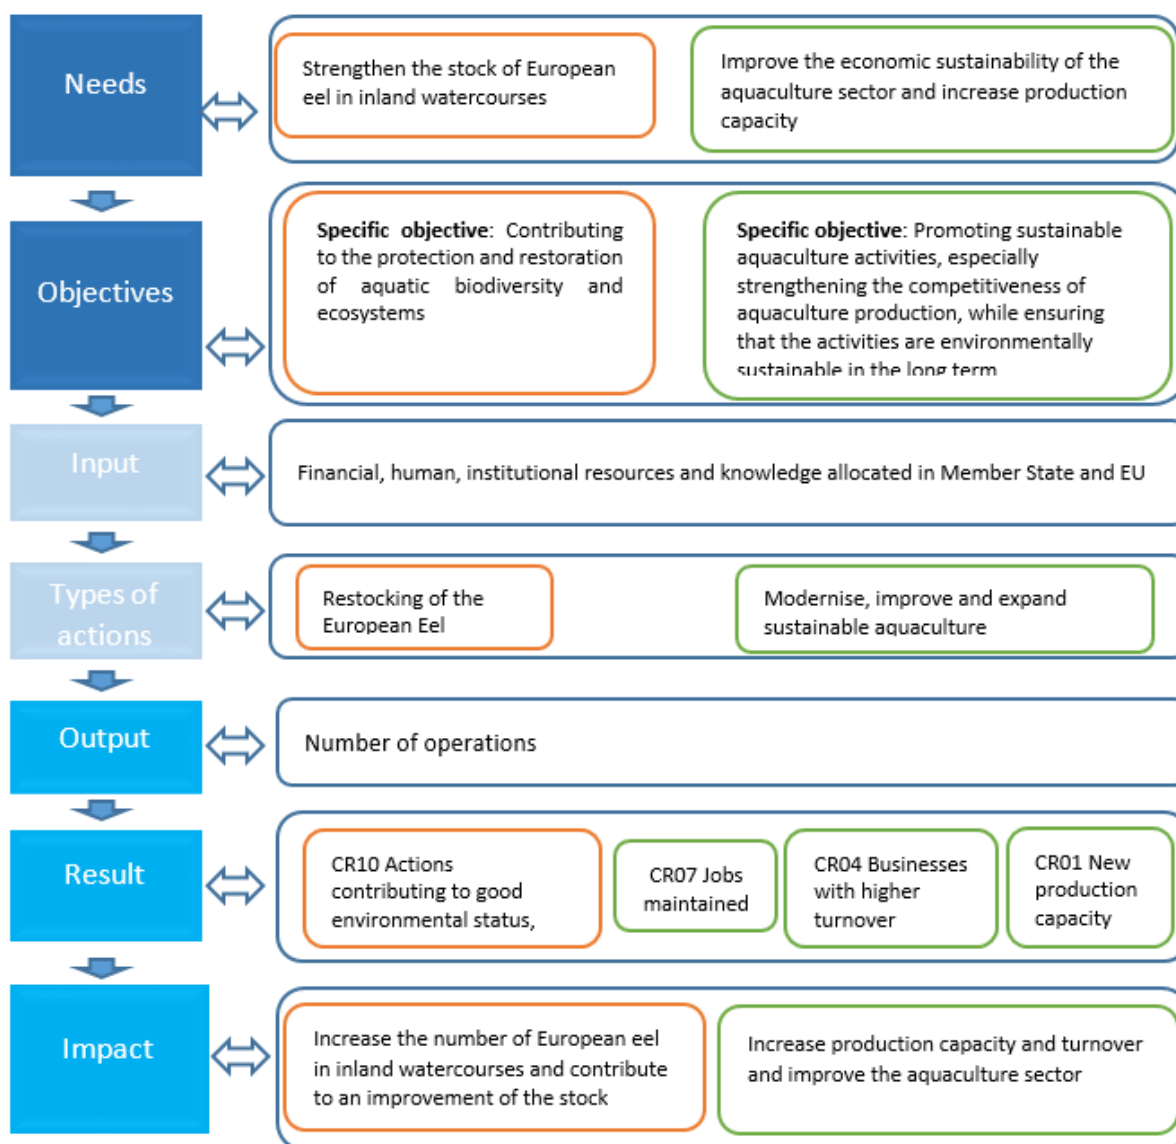 Needs
Strengthen the stock of European
eel in inland watercourses
Improve the economic sustainability of the
aquaculture sector and increase production
capacity
Objectives
Specific objective: Contributing
to the protection and restoration
of aquatic biodiversity and
ecosystems
Specific objective: Promoting sustainable
aquaculture activities, especially
strengthening the competitiveness of
aquaculture production, while ensuring
that the activities are environmentally
sustainable in the long term
Input
Financial, human, institutional resources and knowledge allocated in Member State and EU
Types of
actions
Restocking of the
European Eel
Modernise, improve and expand
sustainable aquaculture
Output
Number of operations
Result
CR10 Actions
contributing to good
environmental status,
CR07 Jobs
maintained
CR04 Businesses
with higher
turnover
CR01 New
production
capacity
Impact
Increase the number of European eel
in inland watercourses and contribute
to an improvement of the stock
Increase production capacity and turnover
and improve the aquaculture sector